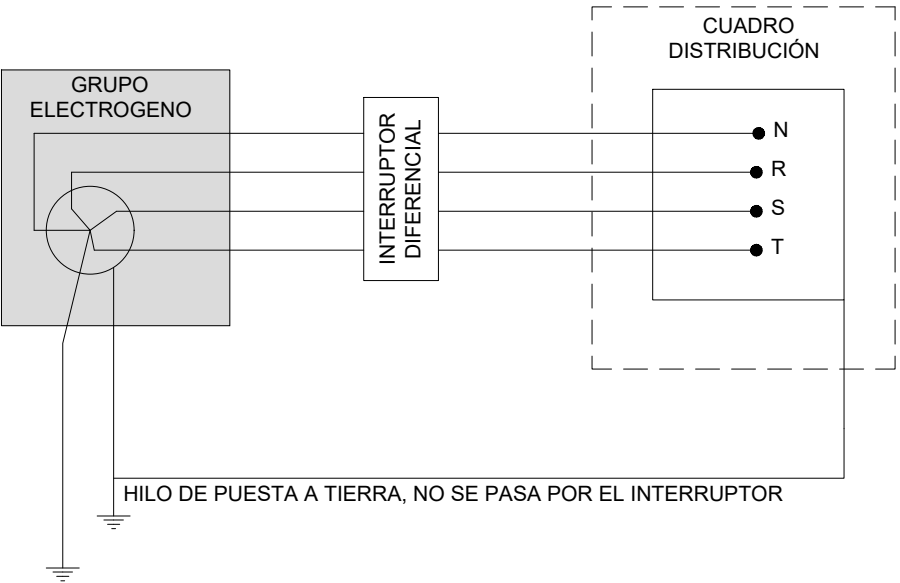 CUADRO
DISTRIBUCIÓN
GRUPO
ELECTROGENO
INTERRUPTOR
DIFERENCIAL
N
R
S
T
HILO DE PUESTA A TIERRA, NO SE PASA POR EL INTERRUPTOR